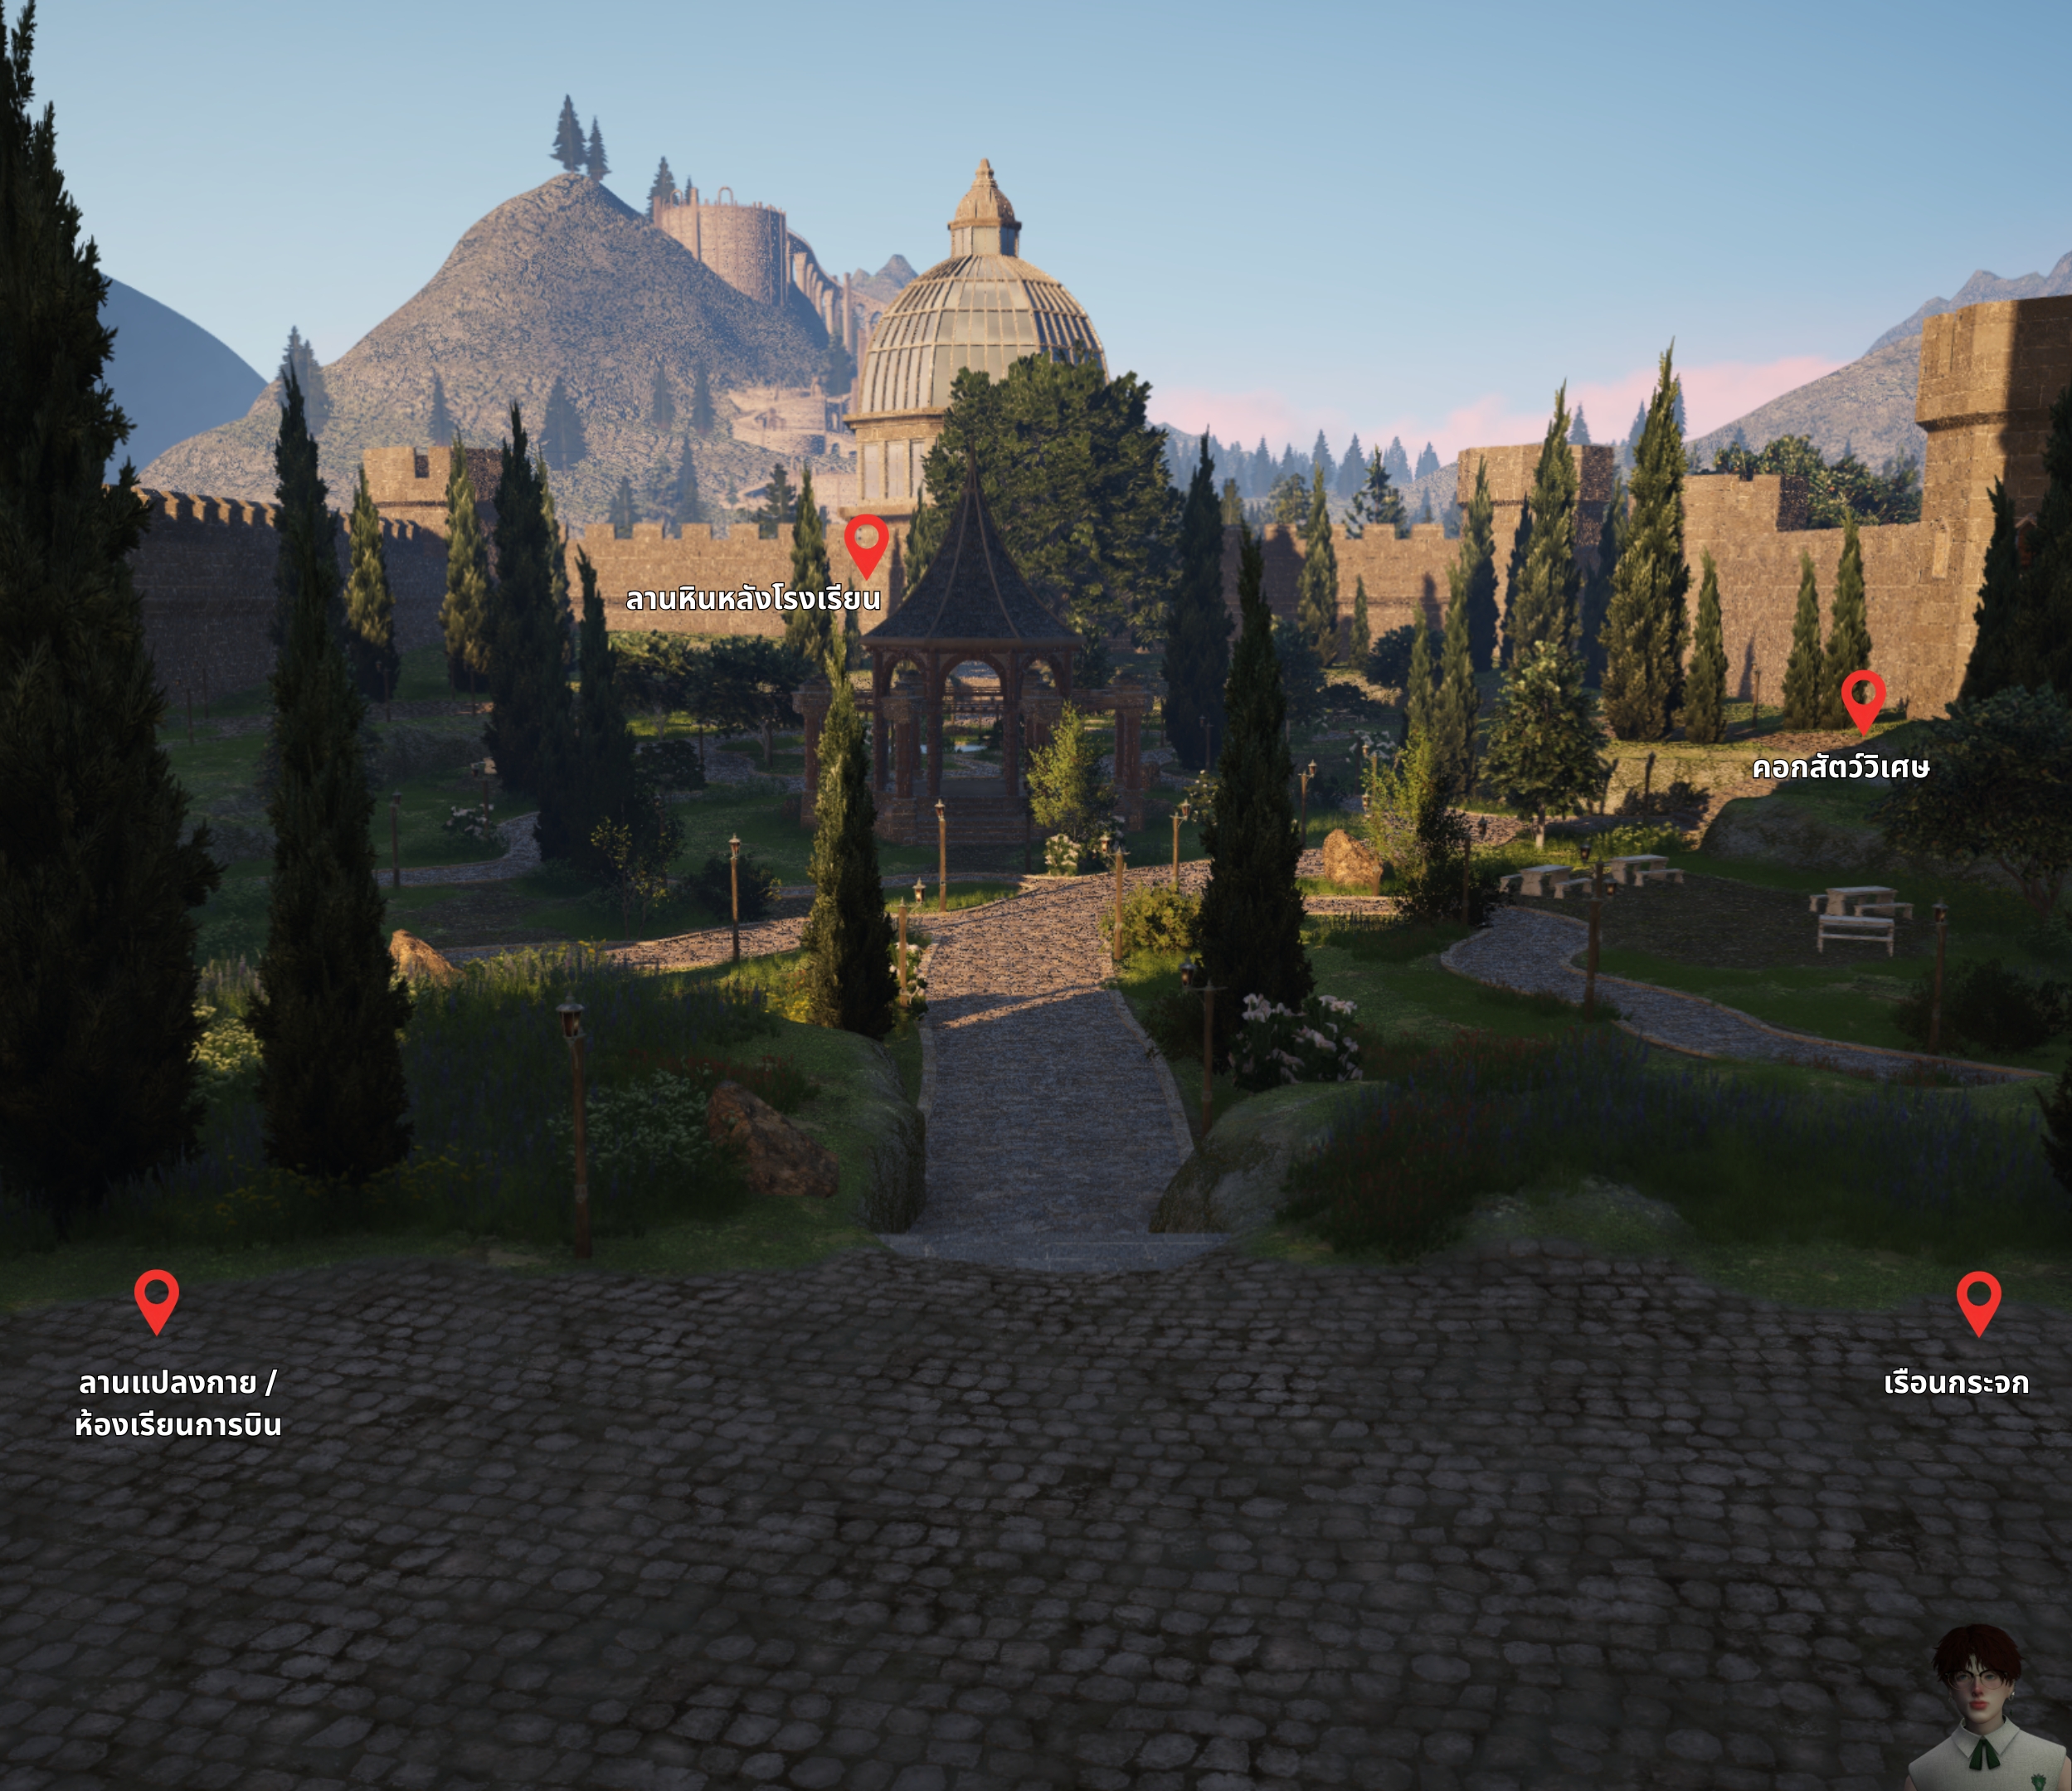 ลานหินหลังโรงเรียน
คอกสัตว์วิเศษ
ลานแปลงกาย /
ห้องเรียนการบิน
เรือนกระจก